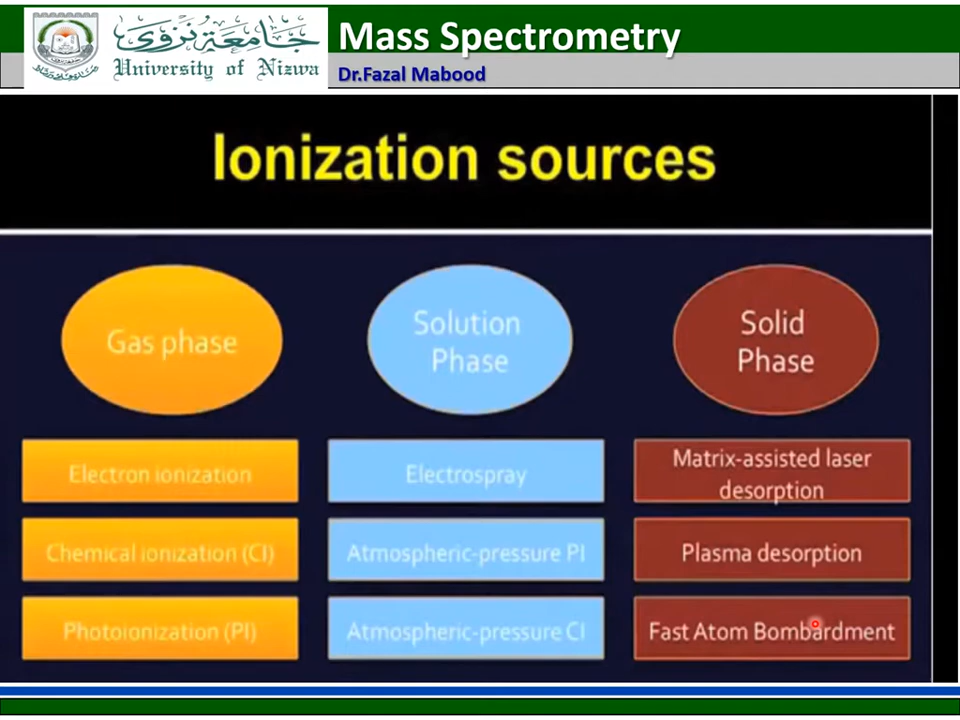 جامعة نزوى
University of Nizwa
Mass Spectrometry
Dr.Fazal Mabood
Ionization sources
Gas phase
Solution
Phase
Solid
Phase
Electron ionization
Electrospray
Matrix-assisted laser
desorption
Chemical ionization (CI)
Atmospheric-pressure PI
Plasma desorption
Photoionization (PI)
Atmospheric-pressure CI
Fast Atom Bombardment